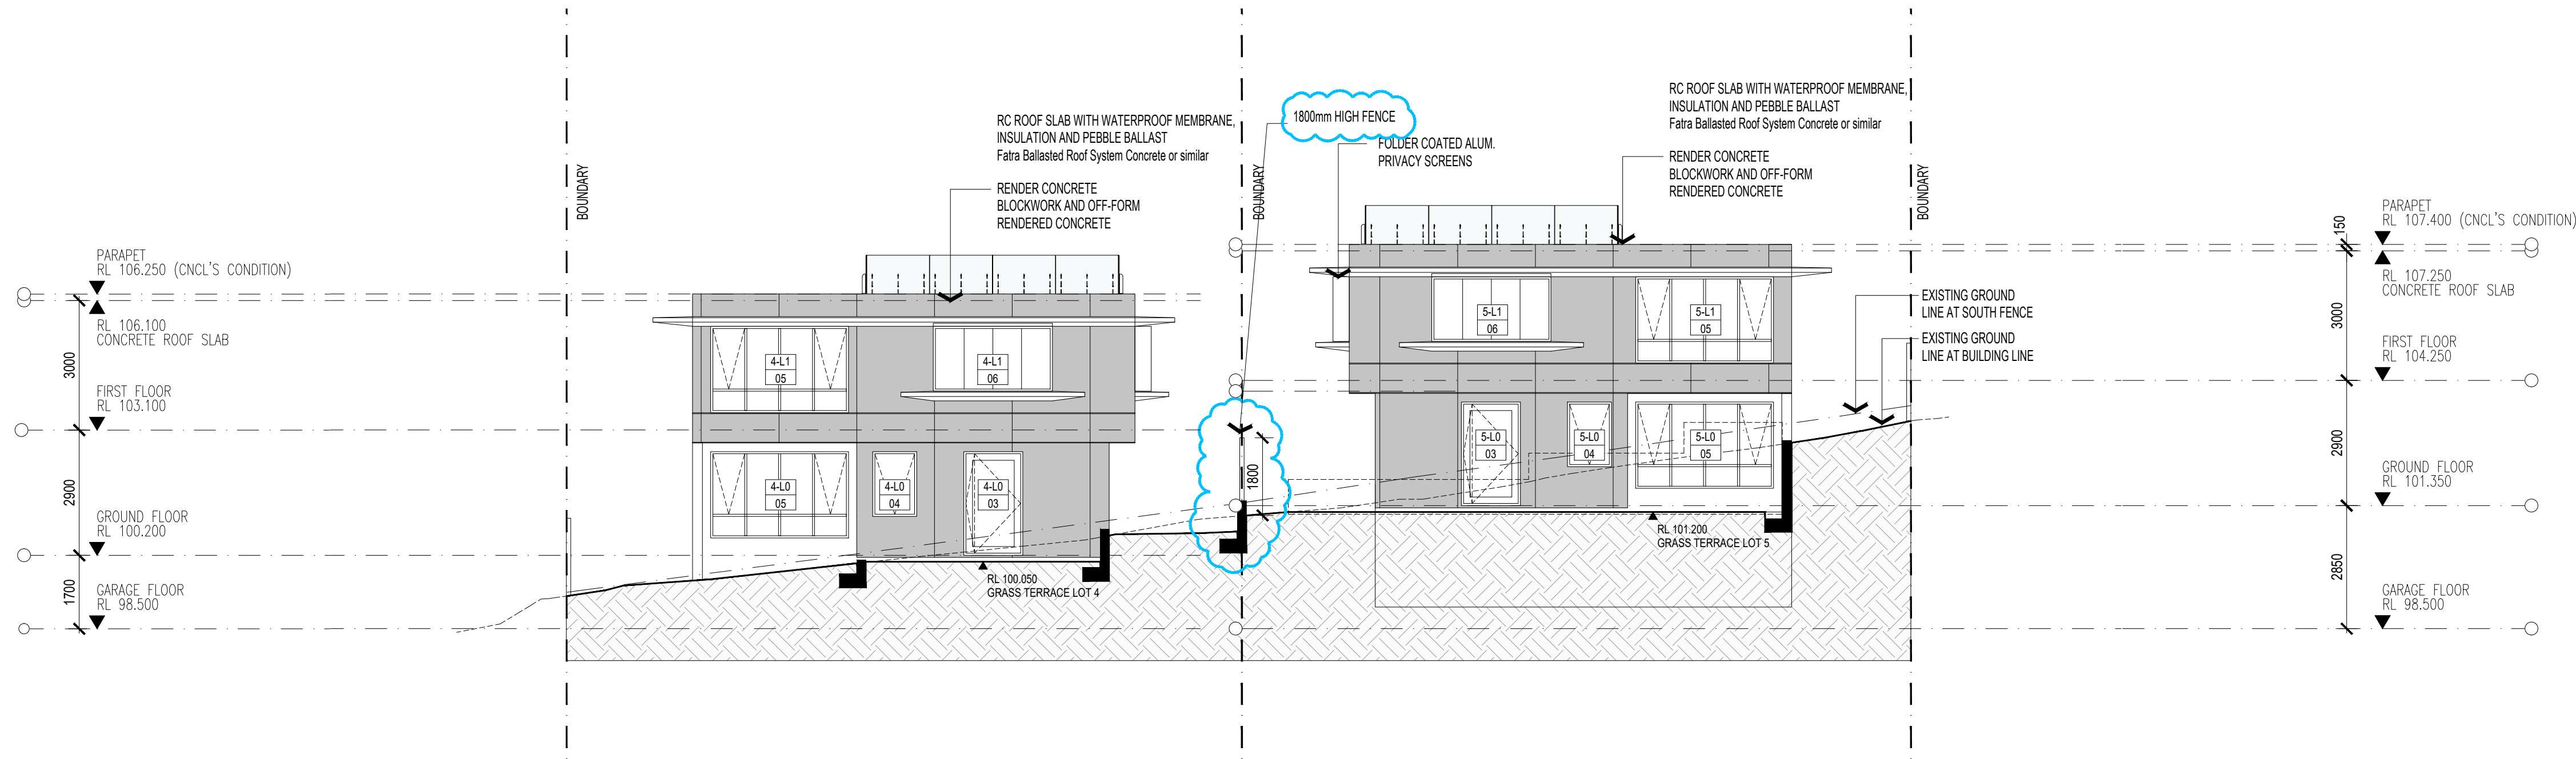 PARAPET
RL 106.250 (CNCL'S CONDITION)
RL 106.100
CONCRETE ROOF SLAB
3000
FIRST FLOOR
RL 103.100
2900
GROUND FLOOR
RL 100.200
1700
GARAGE FLOOR
RL 98.500
BOUNDARY
RC ROOF SLAB WITH WATERPROOF MEMBRANE,
INSULATION AND PEBBLE BALLAST
Fatra Ballasted Roof System Concrete or similar
RENDER CONCRETE
BLOCKWORK AND OFF-FORM
RENDERED CONCRETE
4-L1
05
4-L1
06
4-L0
05
4-L0
04
4-L0
03
RL 100.050
GRASS TERRACE LOT 4
BOUNDARY
1800mm HIGH FENCE
FOLDER COATED ALUM.
PRIVACY SCREENS
1800
RC ROOF SLAB WITH WATERPROOF MEMBRANE,
INSULATION AND PEBBLE BALLAST
Fatra Ballasted Roof System Concrete or similar
RENDER CONCRETE
BLOCKWORK AND OFF-FORM
RENDERED CONCRETE
5-L1
06
5-L1
05
5-L0
03
5-L0
04
5-L0
05
RL 101.200
GRASS TERRACE LOT 5
BOUNDARY
EXISTING GROUND
LINE AT SOUTH FENCE
EXISTING GROUND
LINE AT BUILDING LINE
150
PARAPET
RL 107.400 (CNCL'S CONDITION)
RL 107.250
CONCRETE ROOF SLAB
3000
FIRST FLOOR
RL 104.250
2900
GROUND FLOOR
RL 101.350
2850
GARAGE FLOOR
RL 98.500